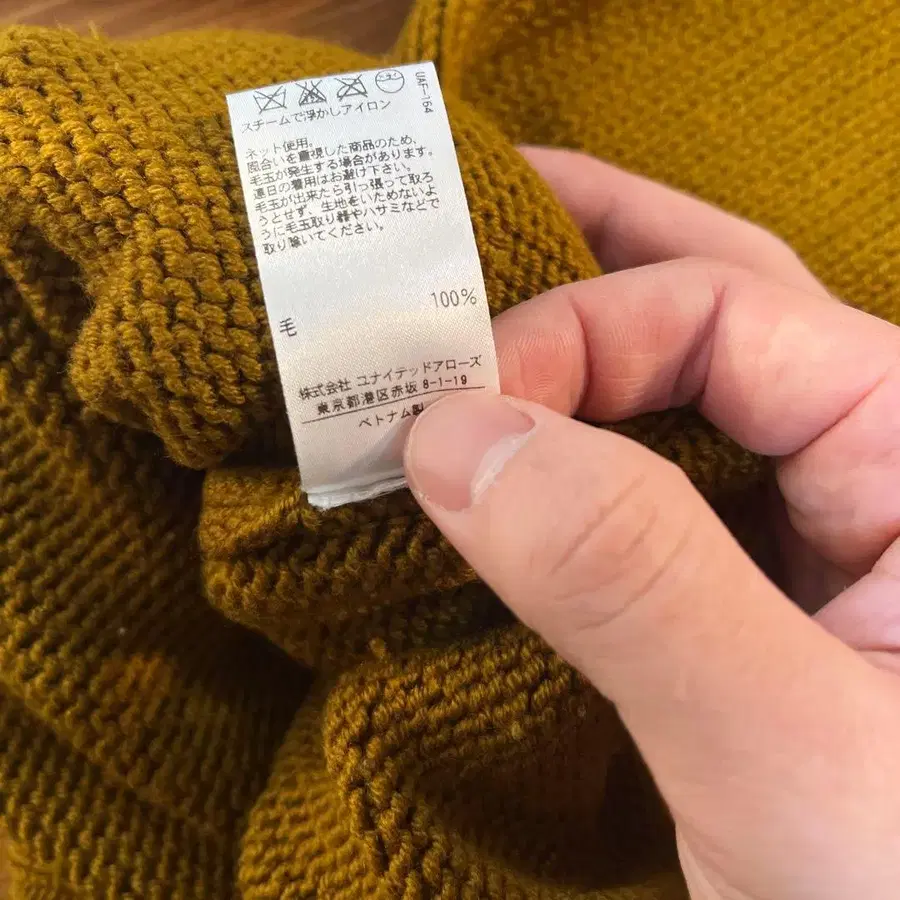 UAF-164
スチームで浮かしアイロン
ネット使用。
風合いを重視した商品のため、
毛玉が発生する場合があります。
連日の着用はお避け下さい。
毛玉が出来たら引っ張って取ろ
うとせず、生地をいためないよ
うに毛玉取り器やハサミなどで
取り除いてください。
毛 100%
株式会社 ユナイテッドアローズ
東京都港区赤坂 8-1-19
ベトナム製